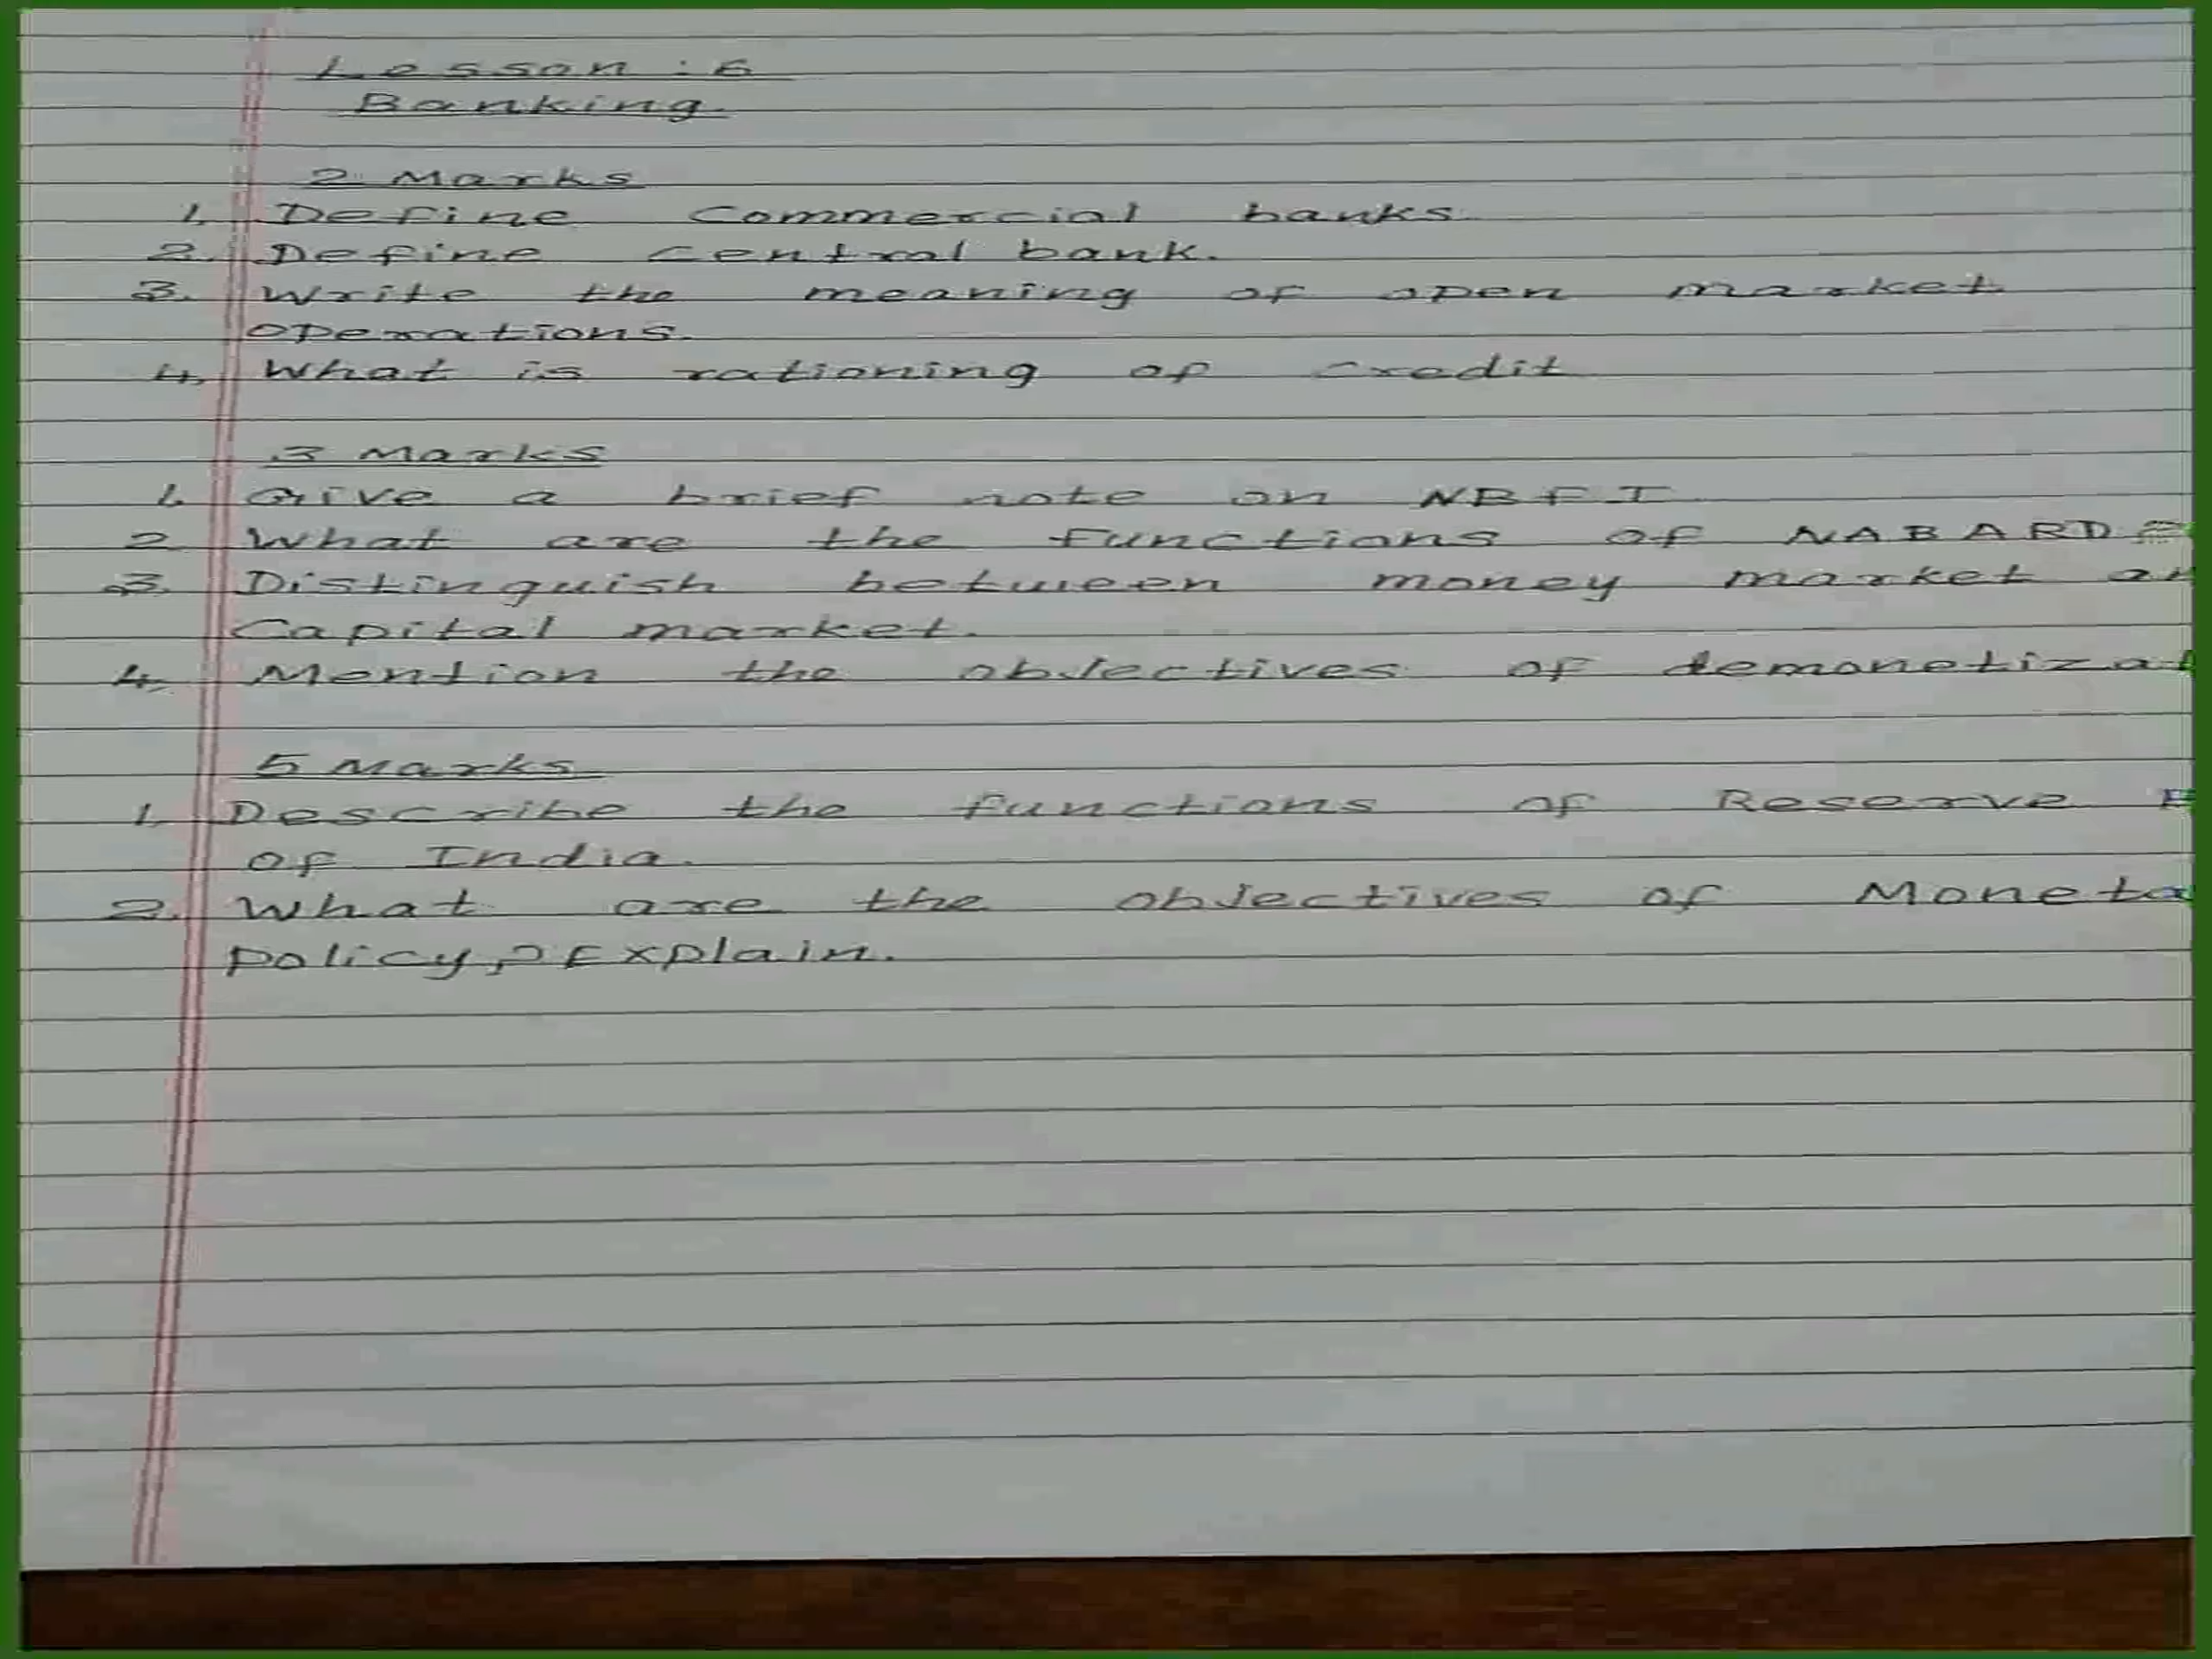 Lesson : 6
Banking.
2 Marks
1. Define Commercial banks.
2. Define central bank.
3. Write the meaning of open market
operations.
4. What is rationing of credit
3 Marks
1. Give a brief note on NBFI
2 What are the functions of NABARD
3. Distinguish between money market an
Capital market.
4. Mention the objectives of demonetizat
5 Marks
1. Describe the functions of Reserve
of India.
2. What are the objectives of Moneta
policy,? Explain.